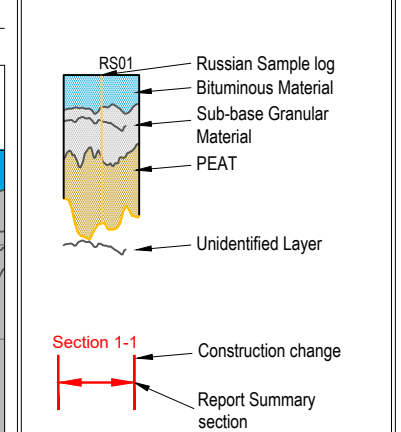 RS01
Russian Sample log
Bituminous Material
Sub-base Granular
Material
PEAT
Unidentified Layer
Section 1-1
Construction change
Report Summary
section